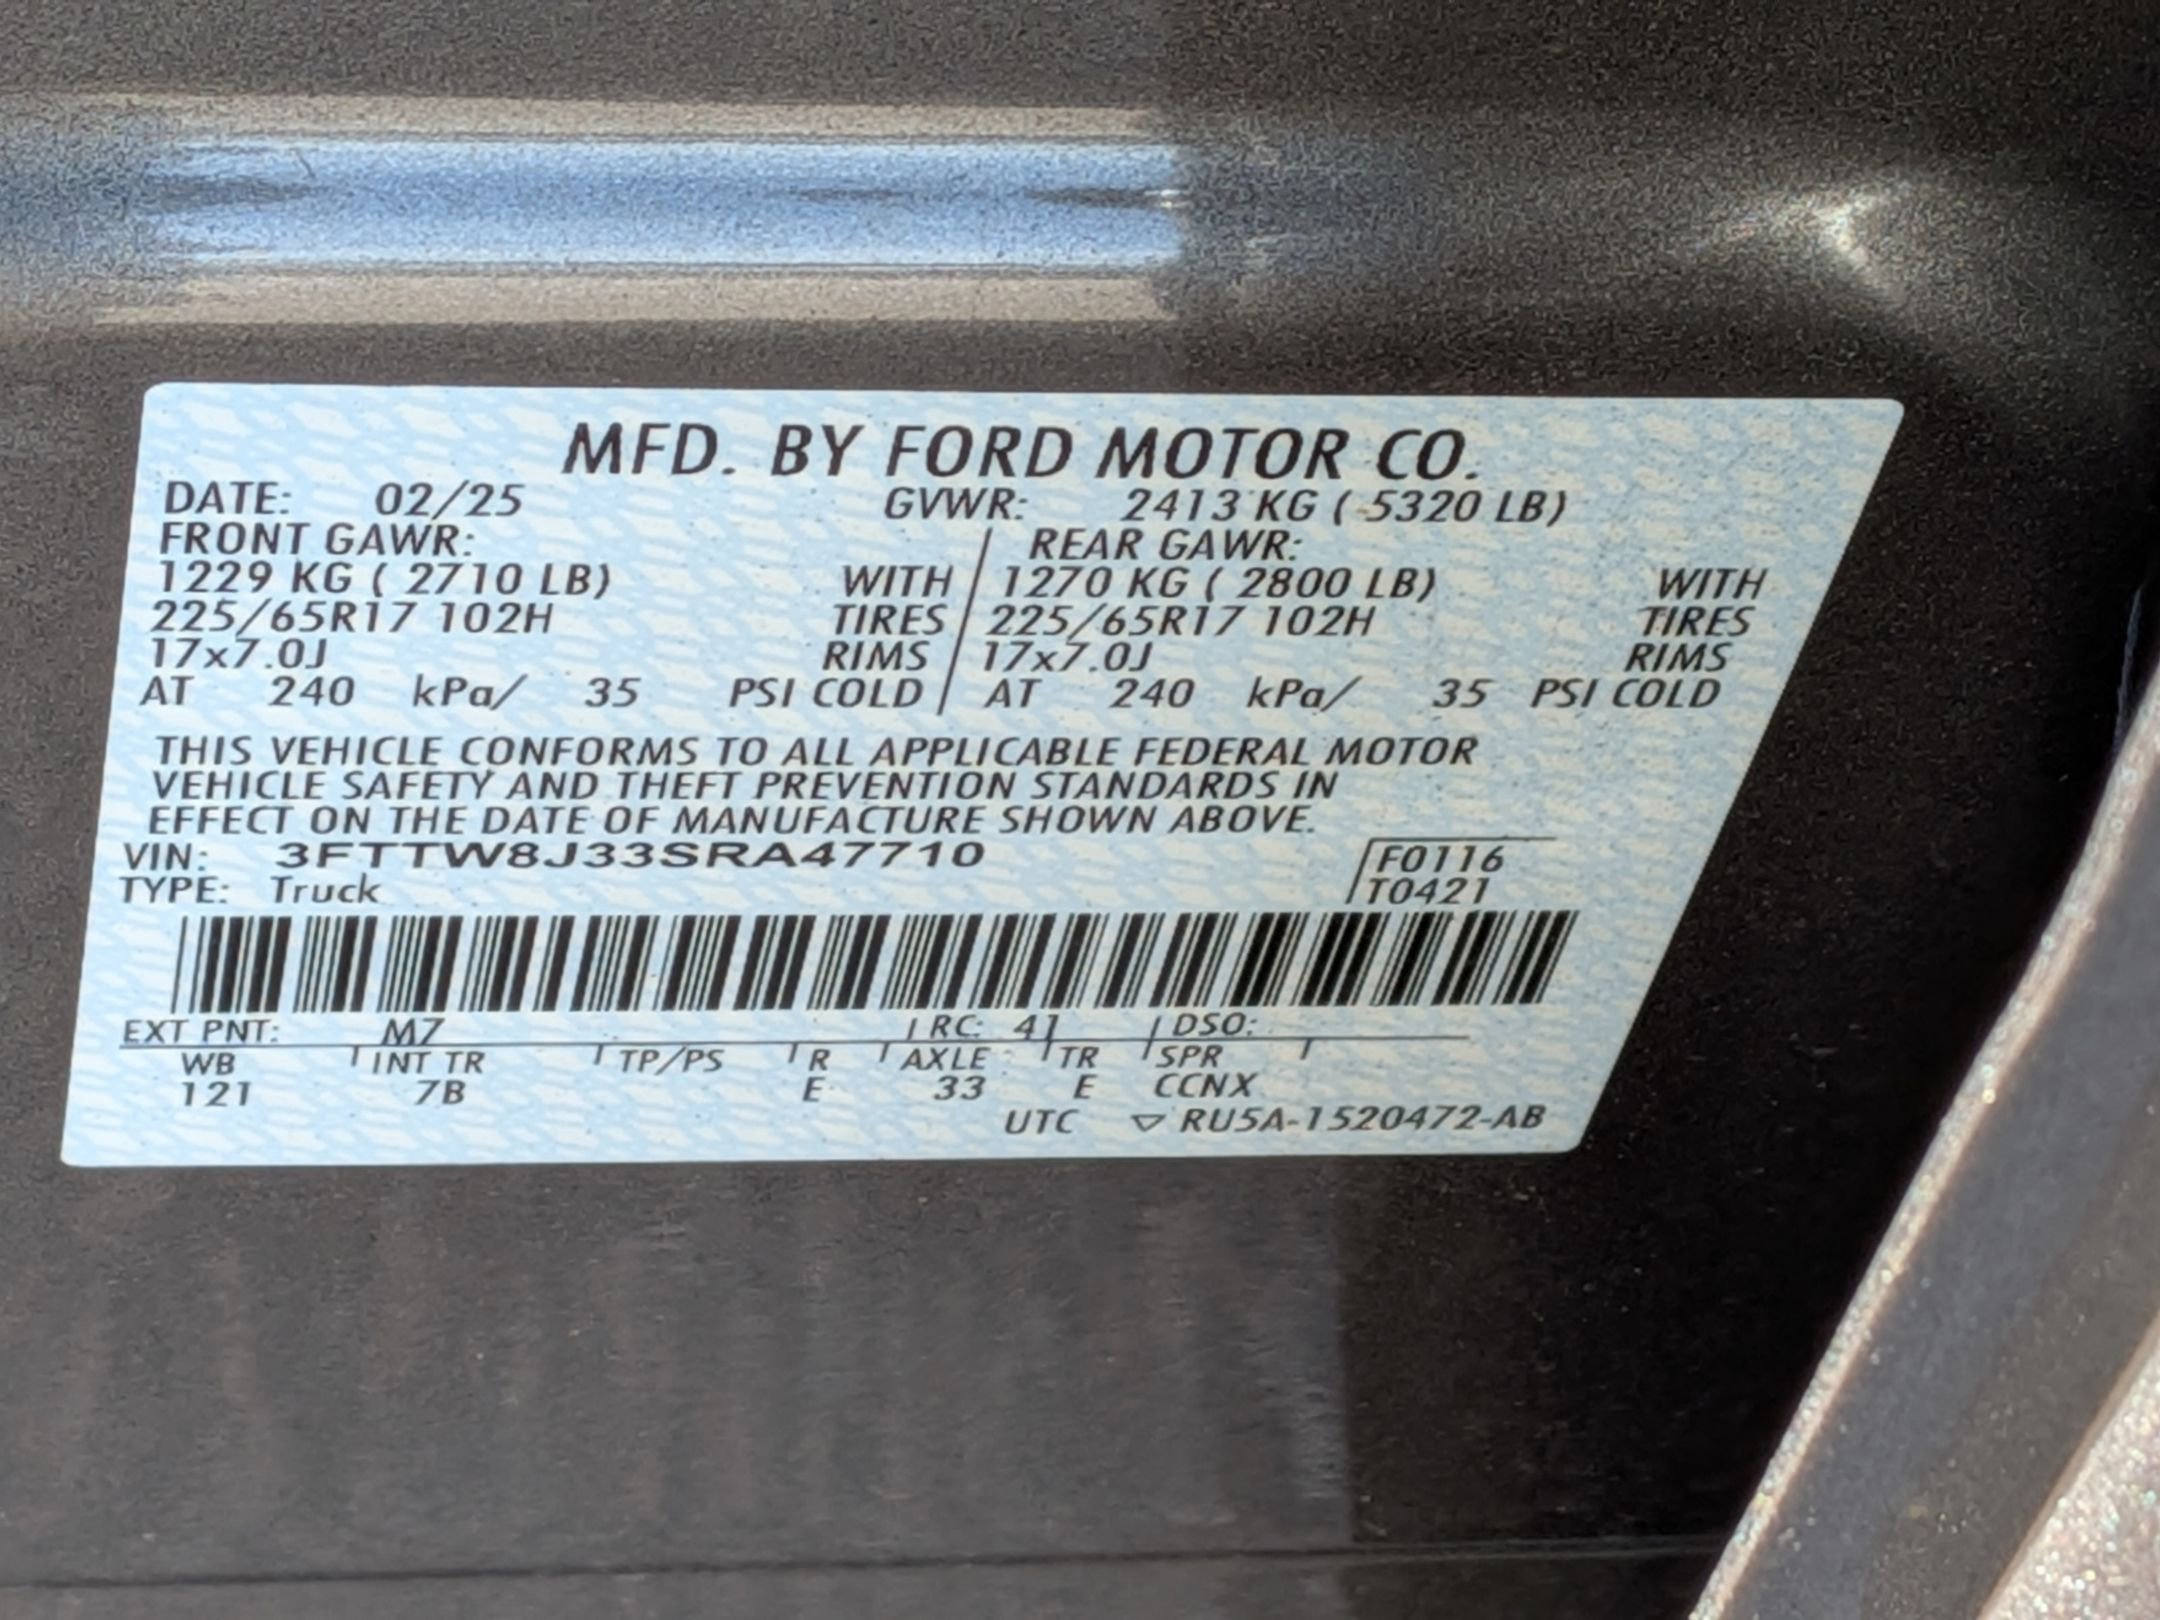 MFD. BY FORD MOTOR CO.
DATE: 02/25 GVWR: 2413 KG ( 5320 LB)
FRONT GAWR: REAR GAWR:
1229 KG ( 2710 LB) WITH 1270 KG ( 2800 LB) WITH
225/65R17 102H TIRES 225/65R17 102H TIRES
17x7.0J RIMS 17x7.0J RIMS
AT 240 kPa/ 35 PSI COLD AT 240 kPa/ 35 PSI COLD
THIS VEHICLE CONFORMS TO ALL APPLICABLE FEDERAL MOTOR
VEHICLE SAFETY AND THEFT PREVENTION STANDARDS IN
EFFECT ON THE DATE OF MANUFACTURE SHOWN ABOVE.
VIN: 3FTTW8J33SRA47710 F0116
TYPE: Truck T0421
EXT PNT: M7 RC: 41 DSO:
WB INT TR TP/PS R AXLE TR SPR
121 7B E 33 E CCNX
UTC ▽ RU5A-1520472-AB